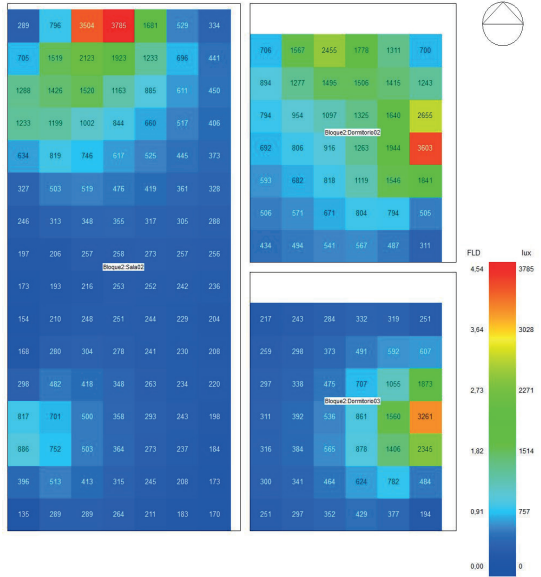 289 796 3504 3785 1681 529 334
705 1519 2123 1923 1233 696 441
1288 1426 1520 1163 885 611 450
1233 1199 1002 844 660 517 406
634 819 746 617 525 445 373
327 503 519 476 419 361 328
246 313 348 355 317 305 288
197 206 257 258 273 257 256
Bloque2:Sala02
173 193 216 253 252 242 236
154 210 248 251 244 229 204
168 280 304 278 241 230 208
298 482 418 348 263 234 220
817 701 500 358 293 243 198
886 752 503 364 273 237 184
396 513 413 315 245 208 173
135 289 289 264 211 183 170
706 1567 2455 1778 1311 700
894 1277 1495 1506 1415 1243
794 954 1097 1325 1640 2655
Bloque2:Dormitorio02
692 806 916 1263 1944 3603
593 682 818 1119 1546 1841
506 571 671 804 794 505
434 494 541 567 487 311
217 243 284 332 319 251
259 298 373 491 592 607
297 338 475 707 1055 1873
Bloque2:Dormitorio03
311 392 536 861 1560 3261
316 384 565 878 1406 2345
300 341 464 624 782 484
251 297 352 429 377 194
FLD lux
4,54 3785
3,64 3028
2,73 2271
1,82 1514
0,91 757
0,00 0